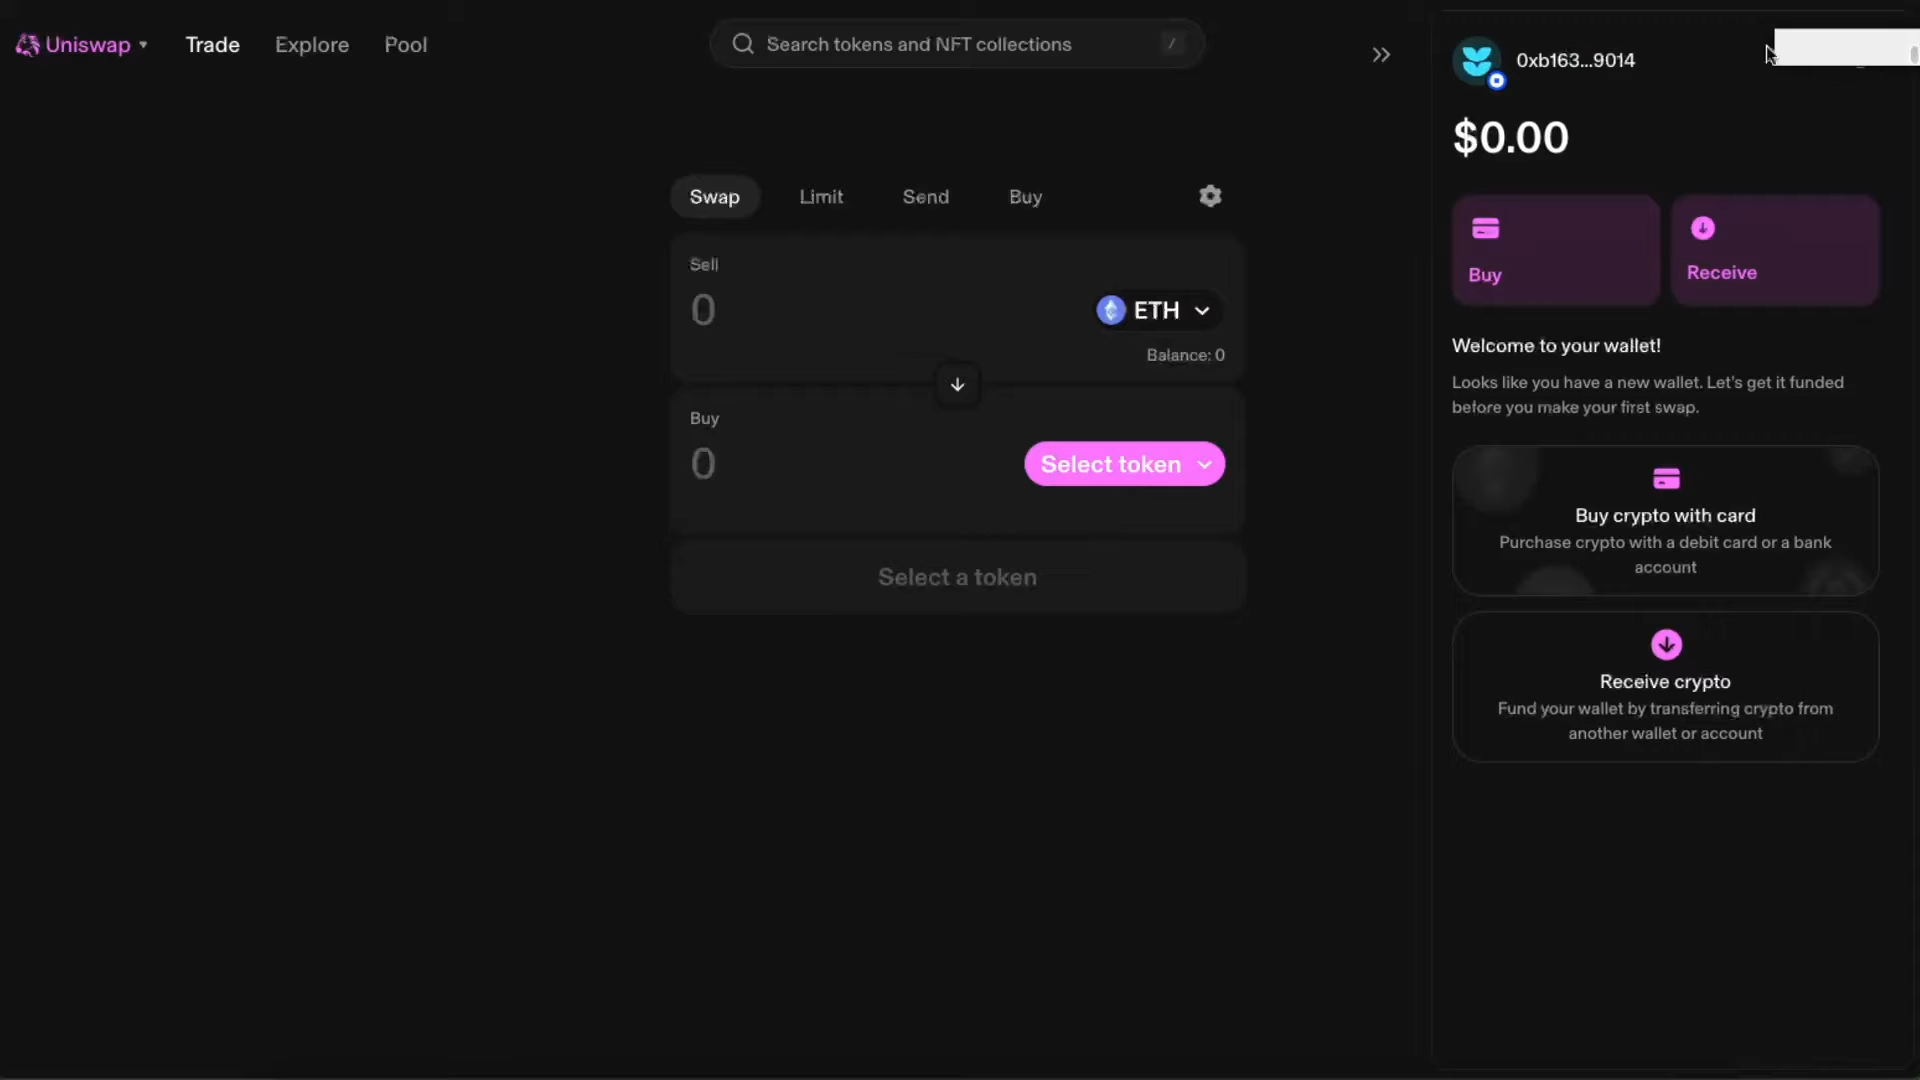 Uniswap
Trade
Explore
Pool
Search tokens and NFT collections
/
Swap
Limit
Send
Buy
Sell
0
ETH
Balance: 0
Buy
0
Select token
Select a token
0xb163...9014
$0.00
Buy
Receive
Welcome to your wallet!
Looks like you have a new wallet. Let's get it funded
before you make your first swap.
Buy crypto with card
Purchase crypto with a debit card or a bank
account
Receive crypto
Fund your wallet by transferring crypto from
another wallet or account